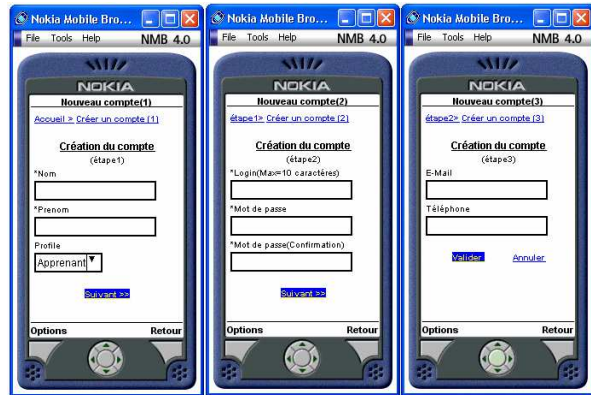 Nokia Mobile Bro...
File Tools Help NMB 4.0
NOKIA
Nouveau compte(1)
Accueil > Créer un compte (1)
Création du compte
(étape1)
*Nom
*Prenom
Profile
Apprenant
Suivant >>
Options Retour
Nokia Mobile Bro...
File Tools Help NMB 4.0
NOKIA
Nouveau compte(2)
étape1> Créer un compte (2)
Création du compte
(étape2)
*Login(Max=10 caractères)
*Mot de passe
*Mot de passe(Confirmation)
Suivant >>
Options Retour
Nokia Mobile Bro...
File Tools Help NMB 4.0
NOKIA
Nouveau compte(3)
étape2> Créer un compte (3)
Création du compte
(étape3)
E-Mail
Téléphone
Valider Annuler
Options Retour